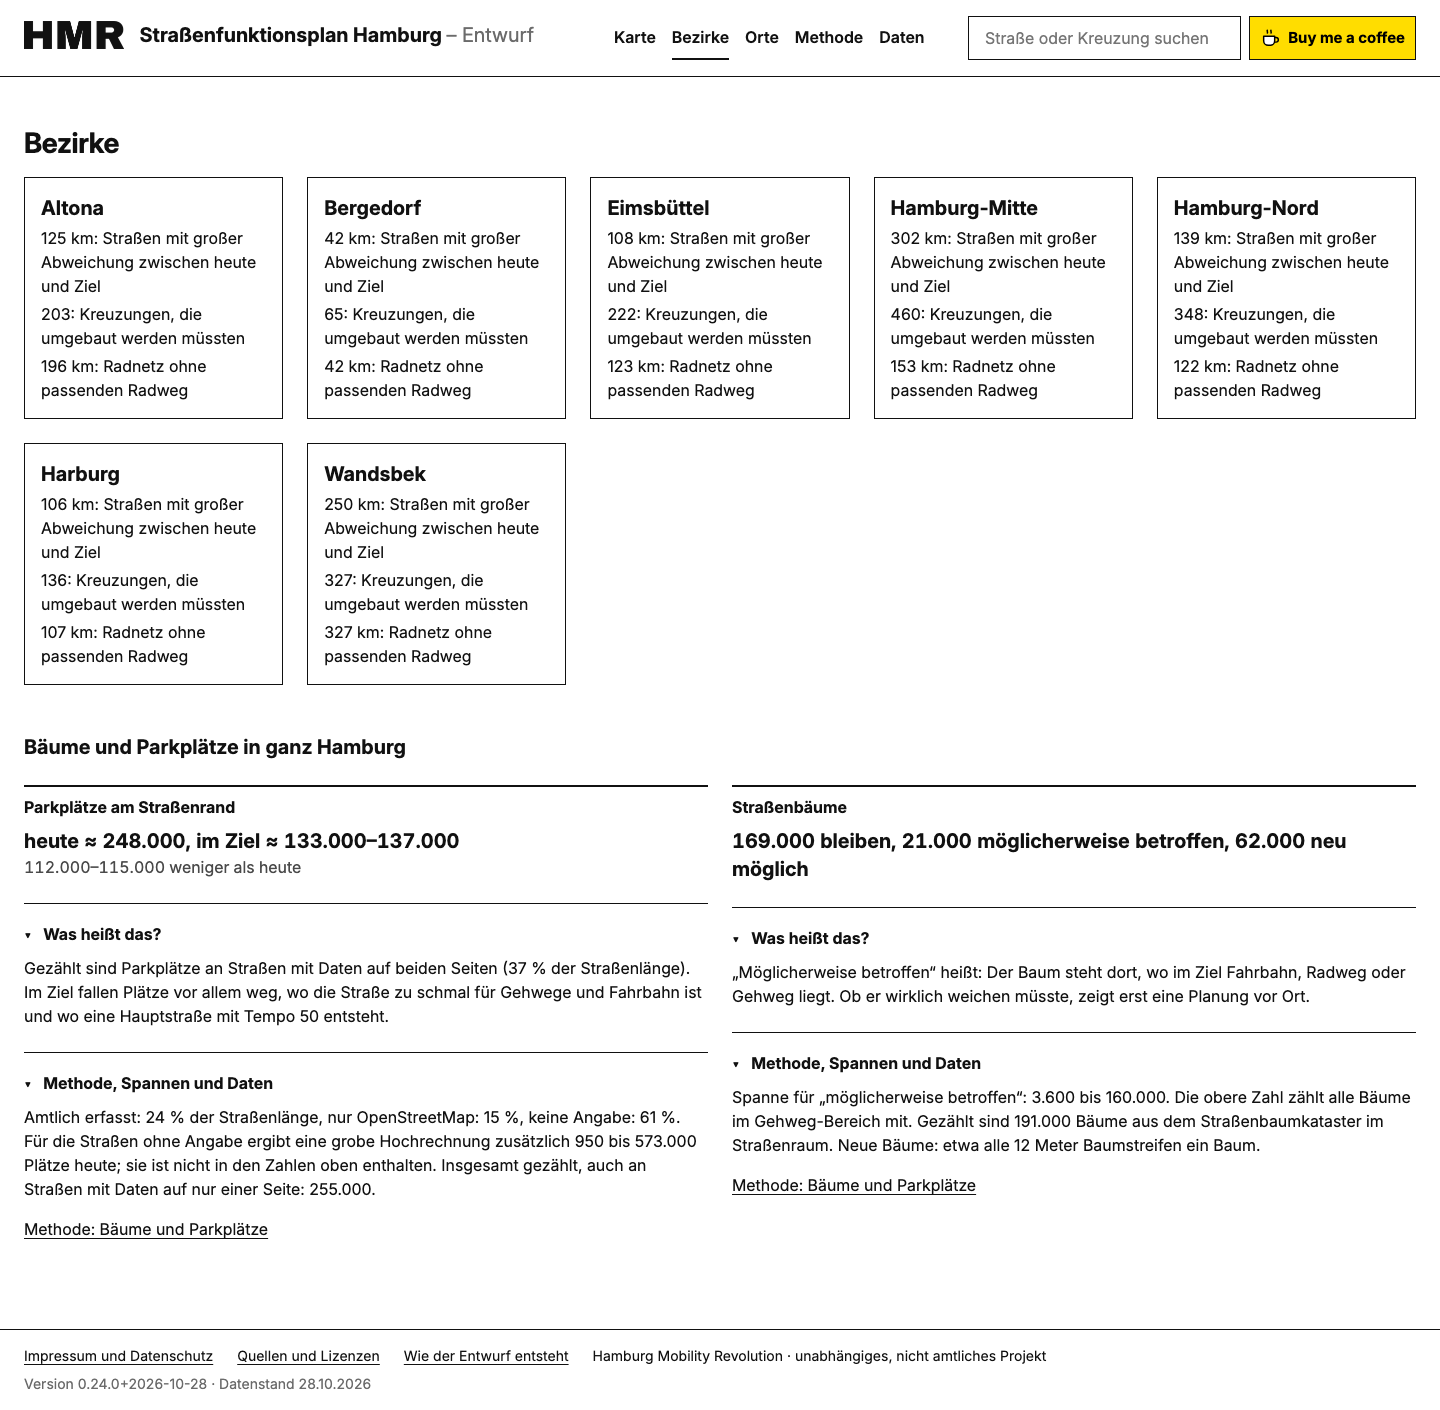 HMR Straßenfunktionsplan Hamburg – Entwurf
Karte Bezirke Orte Methode Daten
Straße oder Kreuzung suchen
Buy me a coffee
Bezirke
Altona
125 km: Straßen mit großer
Abweichung zwischen heute
und Ziel
203: Kreuzungen, die
umgebaut werden müssten
196 km: Radnetz ohne
passenden Radweg
Bergedorf
42 km: Straßen mit großer
Abweichung zwischen heute
und Ziel
65: Kreuzungen, die
umgebaut werden müssten
42 km: Radnetz ohne
passenden Radweg
Eimsbüttel
108 km: Straßen mit großer
Abweichung zwischen heute
und Ziel
222: Kreuzungen, die
umgebaut werden müssten
123 km: Radnetz ohne
passenden Radweg
Hamburg-Mitte
302 km: Straßen mit großer
Abweichung zwischen heute
und Ziel
460: Kreuzungen, die
umgebaut werden müssten
153 km: Radnetz ohne
passenden Radweg
Hamburg-Nord
139 km: Straßen mit großer
Abweichung zwischen heute
und Ziel
348: Kreuzungen, die
umgebaut werden müssten
122 km: Radnetz ohne
passenden Radweg
Harburg
106 km: Straßen mit großer
Abweichung zwischen heute
und Ziel
136: Kreuzungen, die
umgebaut werden müssten
107 km: Radnetz ohne
passenden Radweg
Wandsbek
250 km: Straßen mit großer
Abweichung zwischen heute
und Ziel
327: Kreuzungen, die
umgebaut werden müssten
327 km: Radnetz ohne
passenden Radweg
Bäume und Parkplätze in ganz Hamburg
Parkplätze am Straßenrand
heute ≈ 248.000, im Ziel ≈ 133.000–137.000
112.000–115.000 weniger als heute
Was heißt das?
Gezählt sind Parkplätze an Straßen mit Daten auf beiden Seiten (37 % der Straßenlänge).
Im Ziel fallen Plätze vor allem weg, wo die Straße zu schmal für Gehwege und Fahrbahn ist
und wo eine Hauptstraße mit Tempo 50 entsteht.
Methode, Spannen und Daten
Amtlich erfasst: 24 % der Straßenlänge, nur OpenStreetMap: 15 %, keine Angabe: 61 %.
Für die Straßen ohne Angabe ergibt eine grobe Hochrechnung zusätzlich 950 bis 573.000
Plätze heute; sie ist nicht in den Zahlen oben enthalten. Insgesamt gezählt, auch an
Straßen mit Daten auf nur einer Seite: 255.000.
Methode: Bäume und Parkplätze
Straßenbäume
169.000 bleiben, 21.000 möglicherweise betroffen, 62.000 neu
möglich
Was heißt das?
„Möglicherweise betroffen“ heißt: Der Baum steht dort, wo im Ziel Fahrbahn, Radweg oder
Gehweg liegt. Ob er wirklich weichen müsste, zeigt erst eine Planung vor Ort.
Methode, Spannen und Daten
Spanne für „möglicherweise betroffen“: 3.600 bis 160.000. Die obere Zahl zählt alle Bäume
im Gehweg-Bereich mit. Gezählt sind 191.000 Bäume aus dem Straßenbaumkataster im
Straßenraum. Neue Bäume: etwa alle 12 Meter Baumstreifen ein Baum.
Methode: Bäume und Parkplätze
Impressum und Datenschutz Quellen und Lizenzen Wie der Entwurf entsteht Hamburg Mobility Revolution · unabhängiges, nicht amtliches Projekt
Version 0.24.0+2026-10-28 · Datenstand 28.10.2026